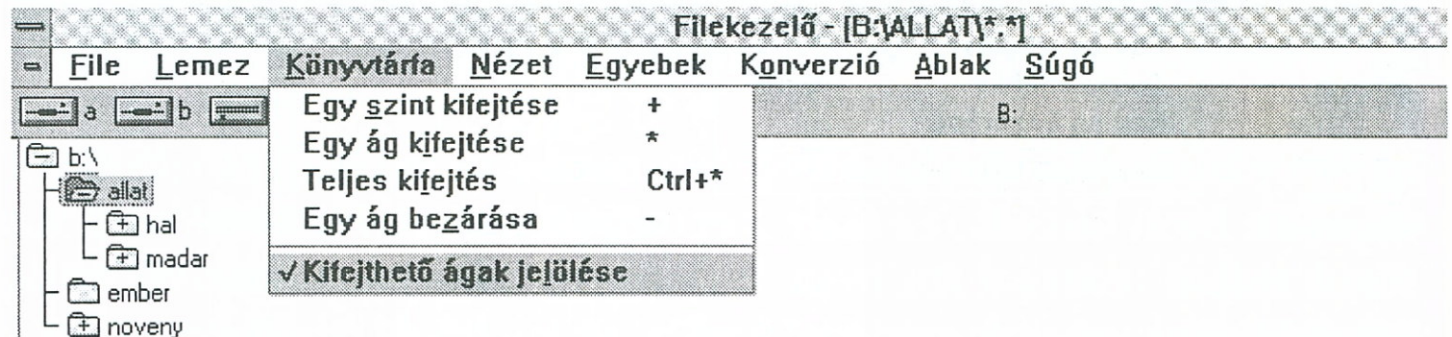 Filekezelő - [B:\ALLAT\*.*]
File Lemez Könyvtárfa Nézet Egyebek Konverzió Ablak Súgó
a b B:
Egy szint kifejtése +
Egy ág kifejtése *
Teljes kifejtés Ctrl+*
Egy ág bezárása -
√ Kifejthető ágak jelölése
b:\
allat
hal
madar
ember
noveny